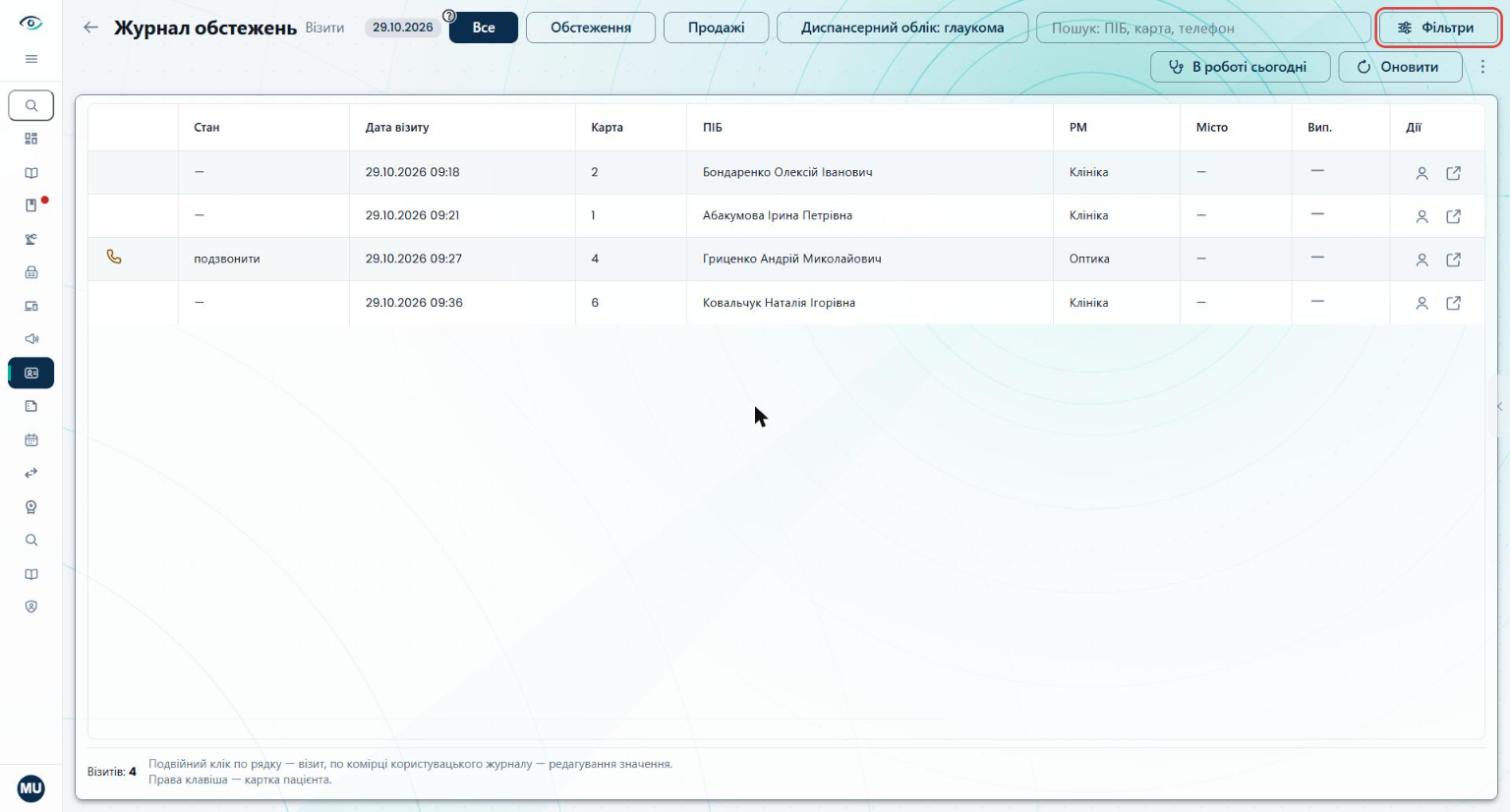 Журнал обстежень Візити 29.10.2026 Все Обстеження Продажі Диспансерний облік: глаукома Пошук: ПІБ, карта, телефон Фільтри
В роботі сьогодні Оновити
Стан Дата візиту Карта ПІБ РМ Місто Вип. Дії
— 29.10.2026 09:18 2 Бондаренко Олексій Іванович Клініка — —
— 29.10.2026 09:21 1 Абакумова Ірина Петрівна Клініка — —
подзвонити 29.10.2026 09:27 4 Гриценко Андрій Миколайович Оптика — —
— 29.10.2026 09:36 6 Ковальчук Наталія Ігорівна Клініка — —
Візитів: 4
Подвійний клік по рядку — візит, по комірці користувацького журналу — редагування значення.
Права клавіша — картка пацієнта.
MU